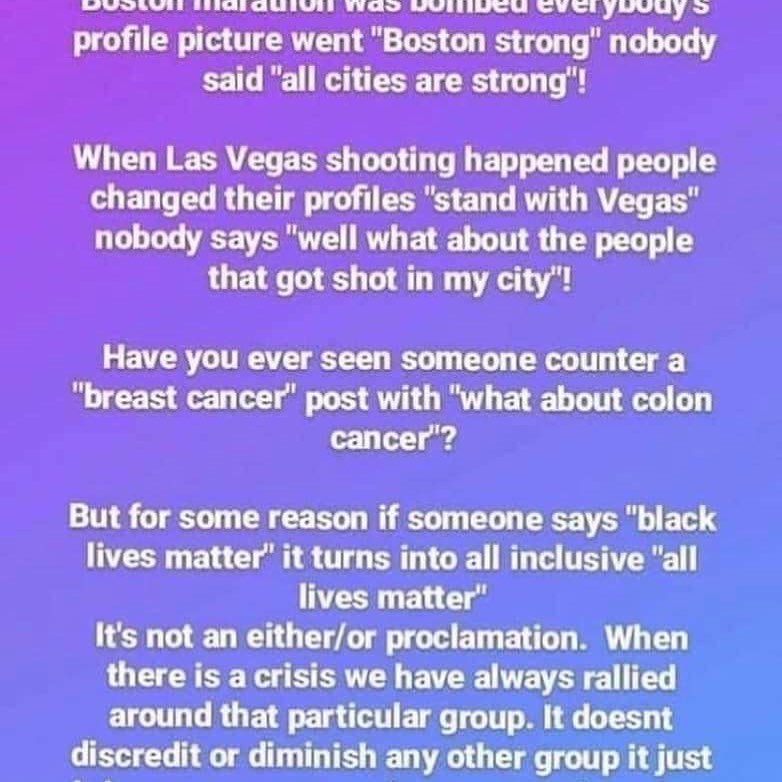 Boston marathon was bombed everybody's
profile picture went "Boston strong" nobody
said "all cities are strong"!
When Las Vegas shooting happened people
changed their profiles "stand with Vegas"
nobody says "well what about the people
that got shot in my city"!
Have you ever seen someone counter a
"breast cancer" post with "what about colon
cancer"?
But for some reason if someone says "black
lives matter" it turns into all inclusive "all
lives matter"
It's not an either/or proclamation. When
there is a crisis we have always rallied
around that particular group. It doesnt
discredit or diminish any other group it just